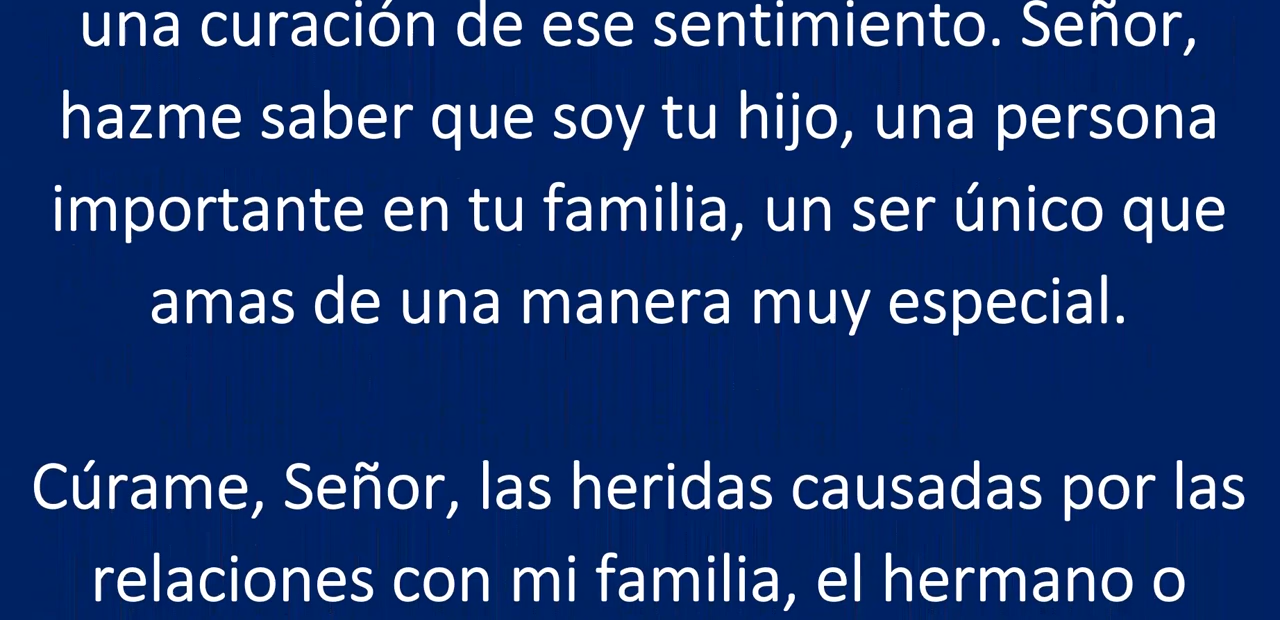 una curación de ese sentimiento. Señor,
hazme saber que soy tu hijo, una persona
importante en tu familia, un ser único que
amas de una manera muy especial.
Cúrame, Señor, las heridas causadas por las
relaciones con mi familia, el hermano o